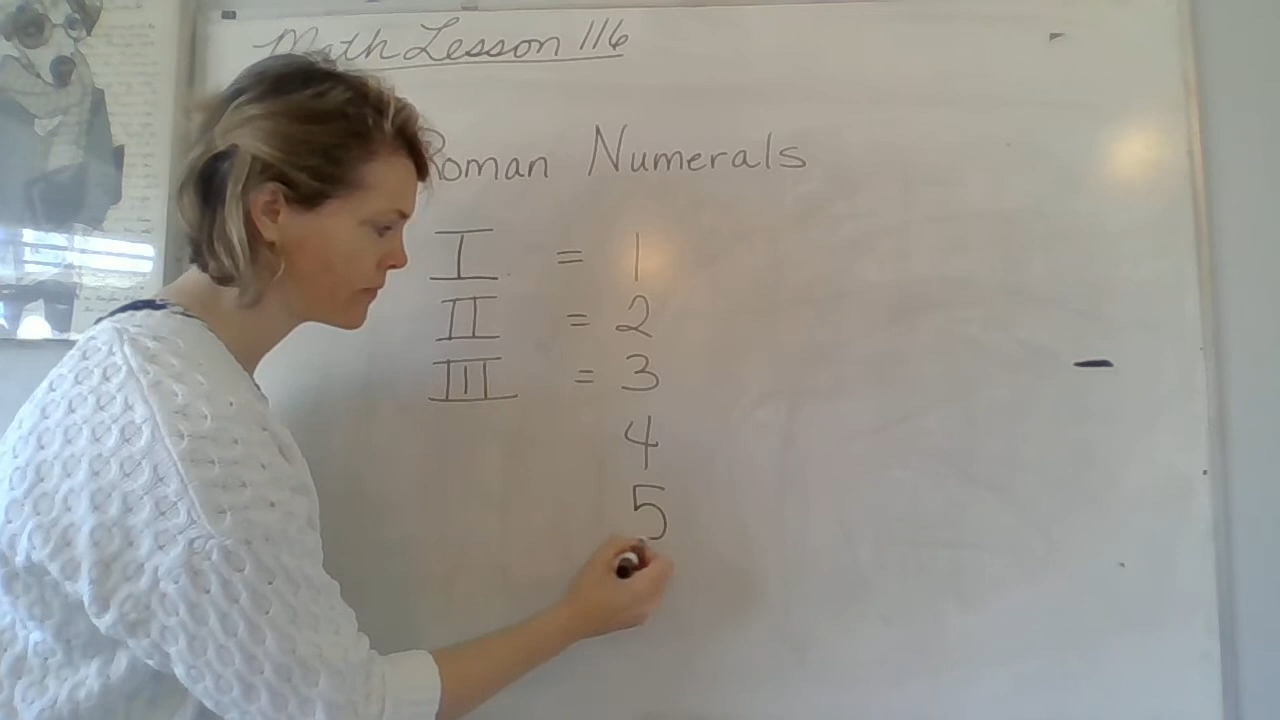 Math Lesson 116
Roman Numerals
I = 1
II = 2
III = 3
4
5